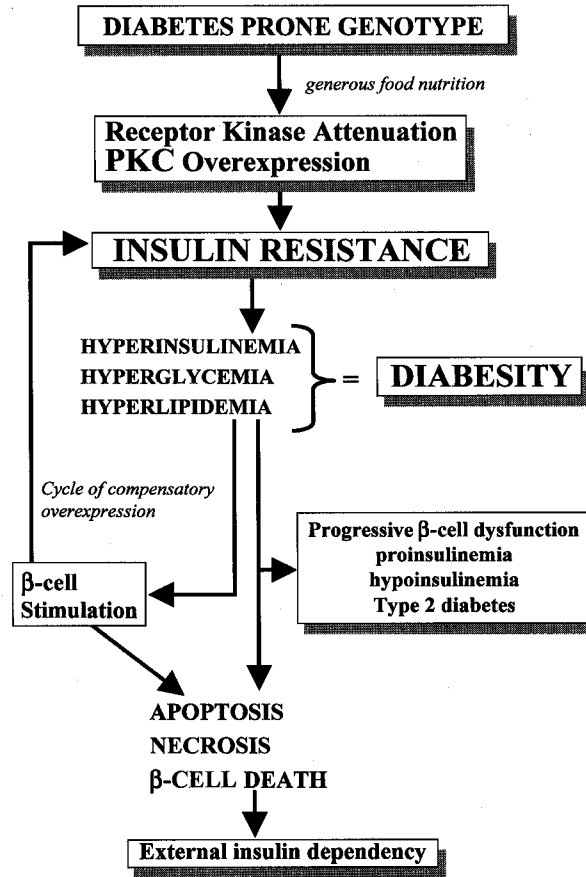 DIABETES PRONE GENOTYPE
generous food nutrition
Receptor Kinase Attenuation
PKC Overexpression
INSULIN RESISTANCE
HYPERINSULINEMIA
HYPERGLYCEMIA
HYPERLIPIDEMIA
= DIABESITY
Cycle of compensatory
overexpression
Progressive β-cell dysfunction
proinsulinemia
hypoinsulinemia
Type 2 diabetes
β-cell
Stimulation
APOPTOSIS
NECROSIS
β-CELL DEATH
External insulin dependency